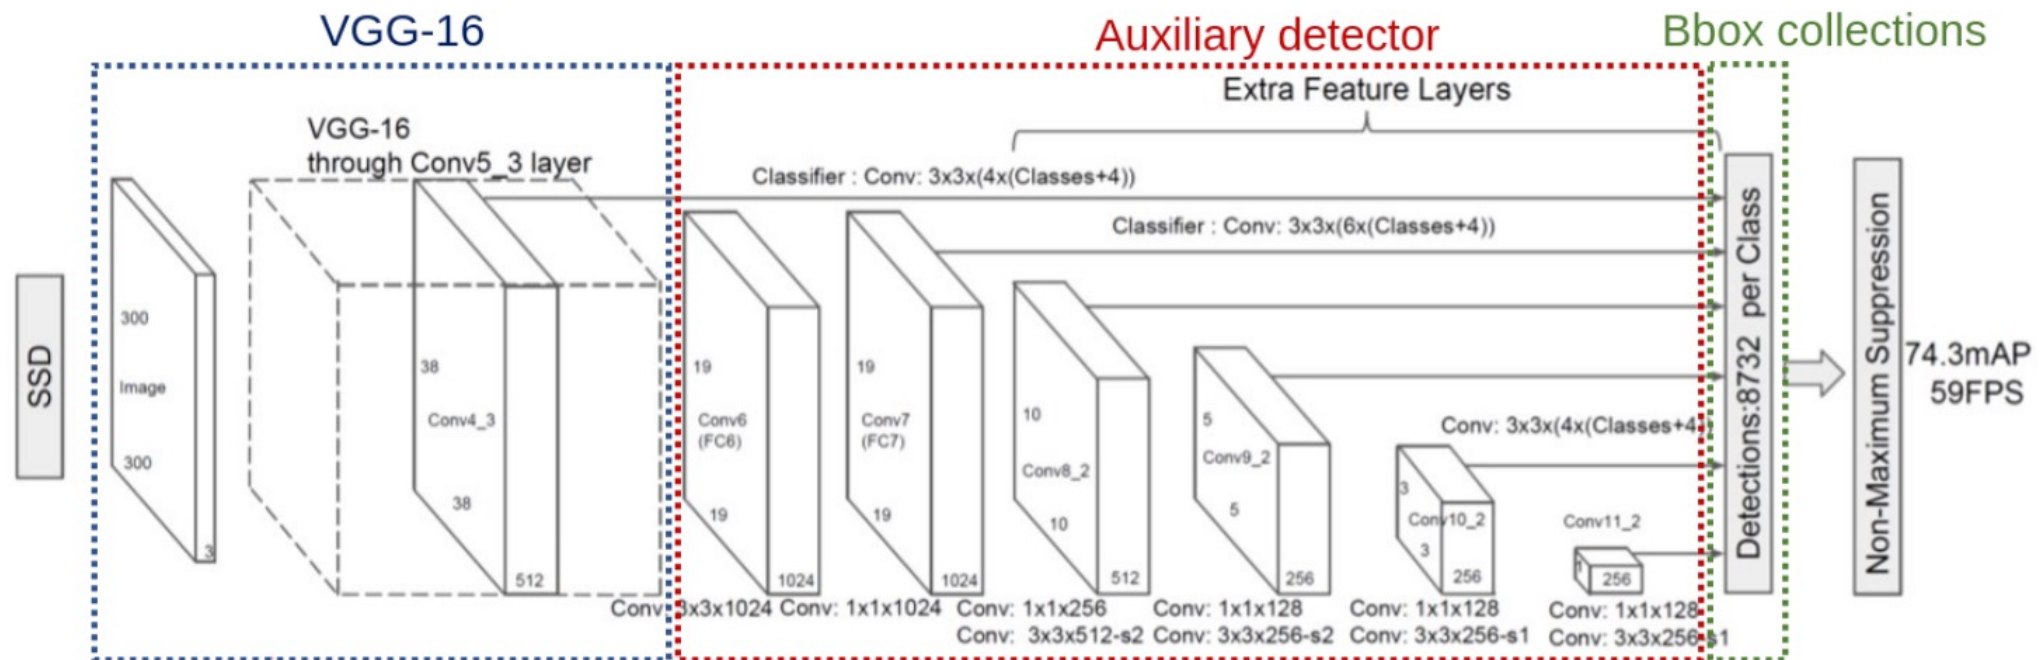 VGG-16
Auxiliary detector
Bbox collections
Extra Feature Layers
VGG-16
through Conv5_3 layer
Classifier : Conv: 3x3x(4x(Classes+4))
Classifier : Conv: 3x3x(6x(Classes+4))
SSD
300
Image
300
3
38
Conv4_3
38
512
19
Conv6
(FC6)
19
1024
19
Conv7
(FC7)
19
1024
10
Conv8_2
10
512
5
Conv9_2
5
256
Conv: 3x3x(4x(Classes+4))
3
Conv10_2
3
256
Conv11_2
1
256
Conv: 3x3x1024
Conv: 1x1x1024
Conv: 1x1x256
Conv: 3x3x512-s2
Conv: 1x1x128
Conv: 3x3x256-s2
Conv: 1x1x128
Conv: 3x3x256-s1
Conv: 1x1x128
Conv: 3x3x256-s1
Detections:8732 per Class
Non-Maximum Suppression
74.3mAP
59FPS